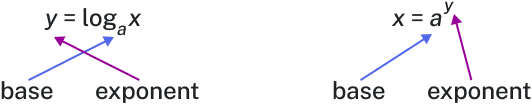 y = logₐx
x = aʸ
base exponent
base exponent